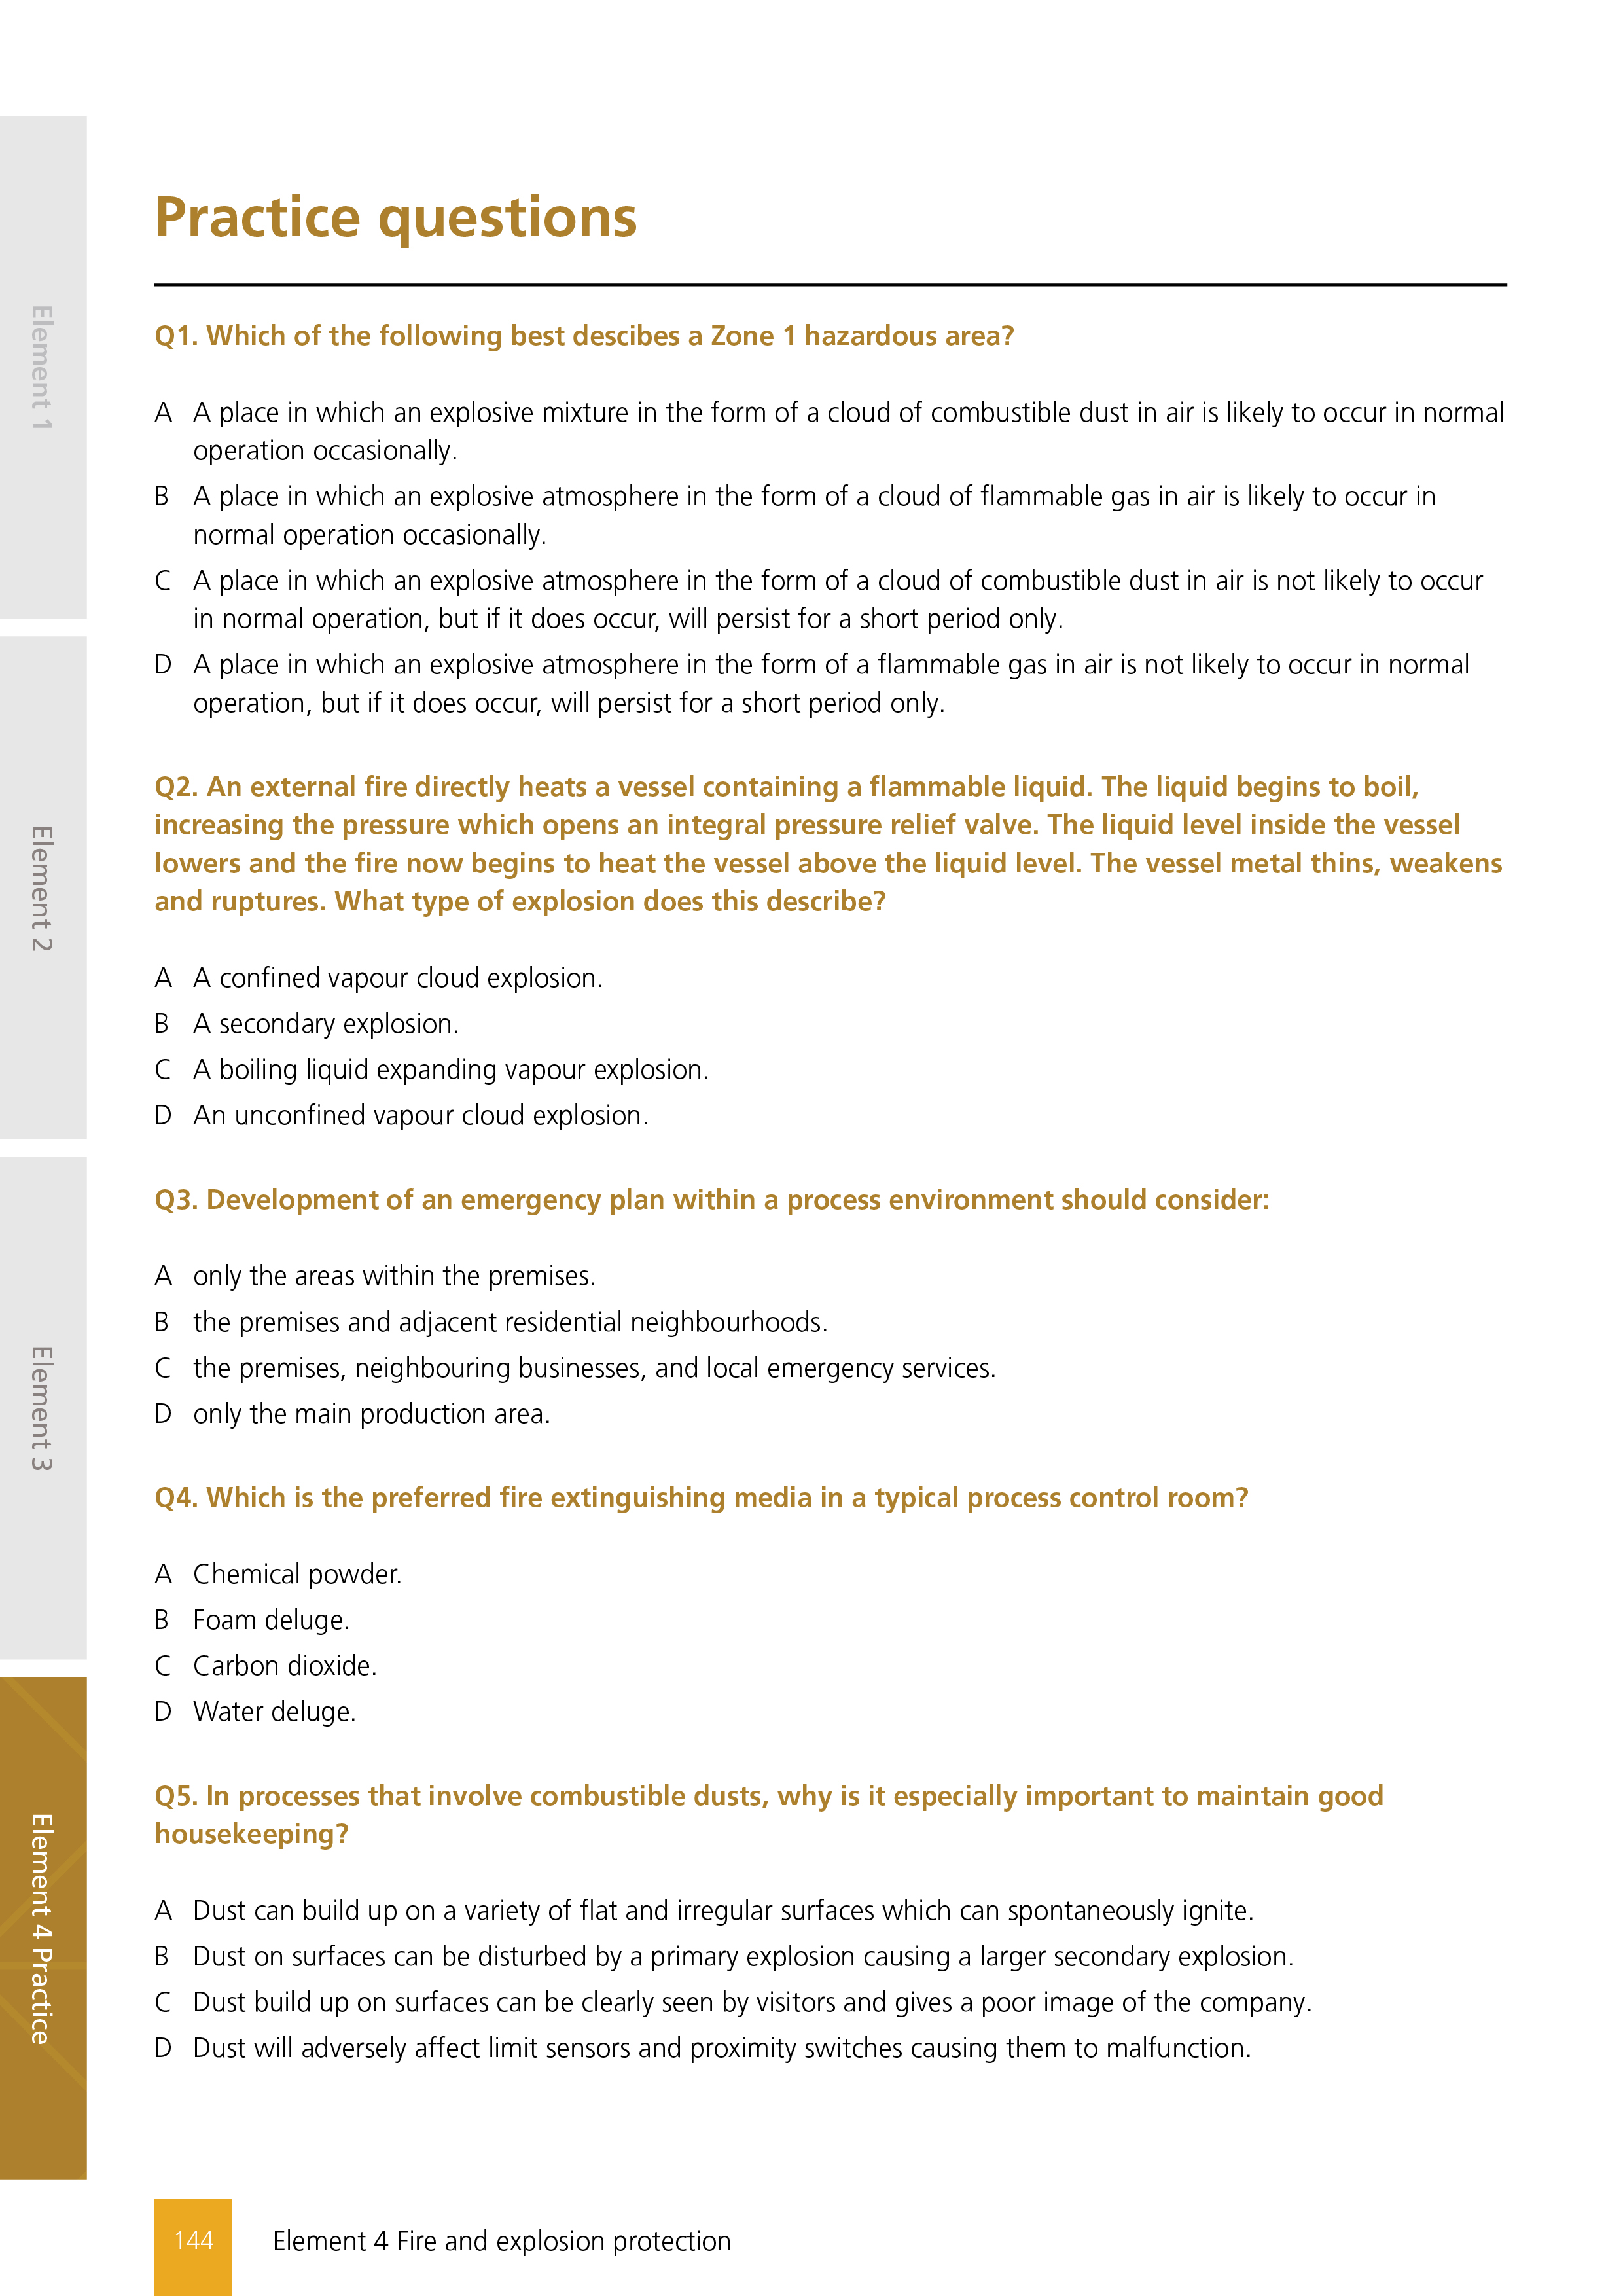 Practice questions
Q1. Which of the following best descibes a Zone 1 hazardous area?
A A place in which an explosive mixture in the form of a cloud of combustible dust in air is likely to occur in normal
operation occasionally.
B A place in which an explosive atmosphere in the form of a cloud of flammable gas in air is likely to occur in
normal operation occasionally.
C A place in which an explosive atmosphere in the form of a cloud of combustible dust in air is not likely to occur
in normal operation, but if it does occur, will persist for a short period only.
D A place in which an explosive atmosphere in the form of a flammable gas in air is not likely to occur in normal
operation, but if it does occur, will persist for a short period only.
Q2. An external fire directly heats a vessel containing a flammable liquid. The liquid begins to boil,
increasing the pressure which opens an integral pressure relief valve. The liquid level inside the vessel
lowers and the fire now begins to heat the vessel above the liquid level. The vessel metal thins, weakens
and ruptures. What type of explosion does this describe?
A A confined vapour cloud explosion.
B A secondary explosion.
C A boiling liquid expanding vapour explosion.
D An unconfined vapour cloud explosion.
Q3. Development of an emergency plan within a process environment should consider:
A only the areas within the premises.
B the premises and adjacent residential neighbourhoods.
C the premises, neighbouring businesses, and local emergency services.
D only the main production area.
Q4. Which is the preferred fire extinguishing media in a typical process control room?
A Chemical powder.
B Foam deluge.
C Carbon dioxide.
D Water deluge.
Q5. In processes that involve combustible dusts, why is it especially important to maintain good
housekeeping?
A Dust can build up on a variety of flat and irregular surfaces which can spontaneously ignite.
B Dust on surfaces can be disturbed by a primary explosion causing a larger secondary explosion.
C Dust build up on surfaces can be clearly seen by visitors and gives a poor image of the company.
D Dust will adversely affect limit sensors and proximity switches causing them to malfunction.
Element 1
Element 2
Element 3
Element 4 Practice
144 Element 4 Fire and explosion protection